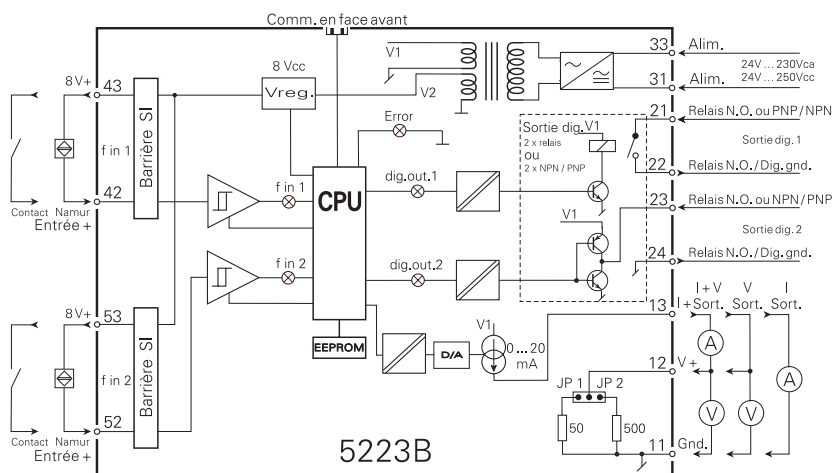 Comm. en face avant
33 Alim.
24V...230Vca
24V...250Vcc
31 Alim.
V1
8 Vcc
Vreg.
V2
8V+ 43
Barrière SI
f in 1
42
Contact Namur
Entrée +
Error
CPU
f in 1
dig.out.1
f in 2
dig.out.2
EEPROM
D/A
V1
0...20
mA
Sortie dig. V1
2 x relais
ou
2 x NPN / PNP
V1
21 Relais N.O. ou PNP / NPN
Sortie dig. 1
22 Relais N.O. / Dig. gnd.
23 Relais N.O. ou NPN / PNP
Sortie dig. 2
24 Relais N.O. / Dig. gnd.
8V+ 53
Barrière SI
f in 2
52
Contact Namur
Entrée +
I + V V I
13 I + Sort. Sort. Sort.
A
12 V +
A
JP 1 JP 2
V V
50 500
11 Gnd.
5223B